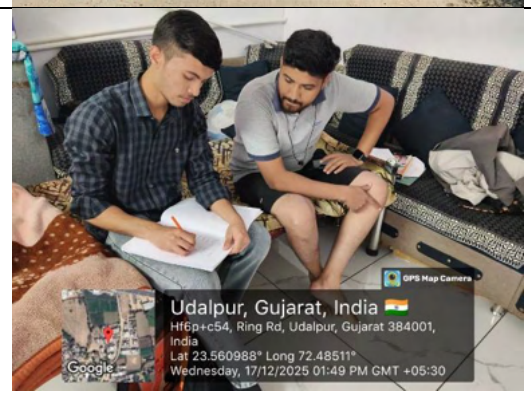 GPS Map Camera
Udalpur, Gujarat, India
Hf6p+c54, Ring Rd, Udalpur, Gujarat 384001,
India
Lat 23.560988° Long 72.48511°
Wednesday, 17/12/2025 01:49 PM GMT +05:30
Google